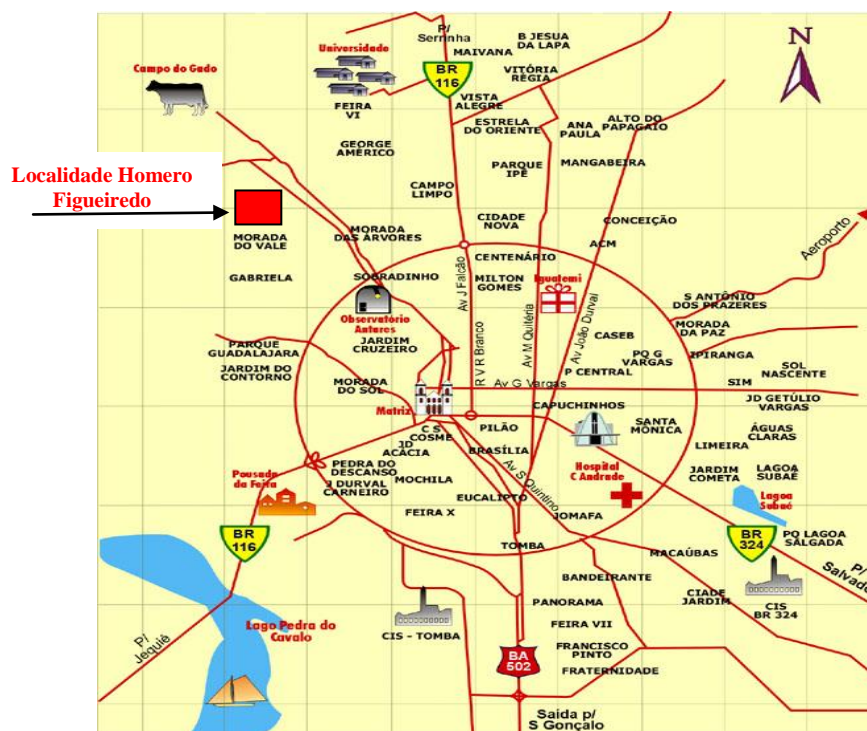 P/
Serrinha
B JESUA
DA LAPA
Universidade
MAIVANA
N
Campo do Gado
BR
116
VITÓRIA
RÉGIA
FEIRA
VI
VISTA
ALEGRE
ESTRELA
DO ORIENTE
ANA
PAULA
ALTO DO
PAPAGAIO
GEORGE
AMÉRICO
PARQUE
IPÊ
MANGABEIRA
Localidade Homero
Figueiredo
CAMPO
LIMPO
CIDADE
NOVA
CONCEIÇÃO
MORADA
DO VALE
MORADA
DAS ÁRVORES
ACM
Aeroporto
CENTENÁRIO
GABRIELA
SOBRADINHO
Av J Falcão
MILTON
GOMES
Iguatemi
S ANTÔNIO
DOS PRAZERES
Observatório
Antares
R V R Branco
Av M Quitéria
Av João Durval
MORADA
DA PAZ
PARQUE
GUADALAJARA
JARDIM
CRUZEIRO
CASEB
PQ G
VARGAS
IPIRANGA
JARDIM DO
CONTORNO
MORADA
DO SOL
P CENTRAL
SOL
NASCENTE
Av G Vargas
SIM
Matriz
CAPUCHINHOS
JD GETÚLIO
VARGAS
C S
COSME
PILÃO
SANTA
MÔNICA
ÁGUAS
CLARAS
JD
ACÁCIA
BRASÍLIA
LIMEIRA
Pousada
da Feira
PEDRA DO
DESCANSO
J DURVAL
CARNEIRO
MOCHILA
Av S Quintino
Hospital
C Andrade
JARDIM
COMETA
LAGOA
SUBAÉ
EUCALIPTO
Lagoa
Subaé
FEIRA X
JOMAFA
BR
116
TOMBA
MACAÚBAS
BR
324
PQ LAGOA
SALGADA
BANDEIRANTE
P/
Salvador
PANORAMA
CIADE
JARDIM
CIS
BR 324
Lago Pedra do
Cavalo
CIS - TOMBA
FEIRA VII
P/
Jequié
BA
502
FRANCISCO
PINTO
FRATERNIDADE
Saída p/
S Gonçalo